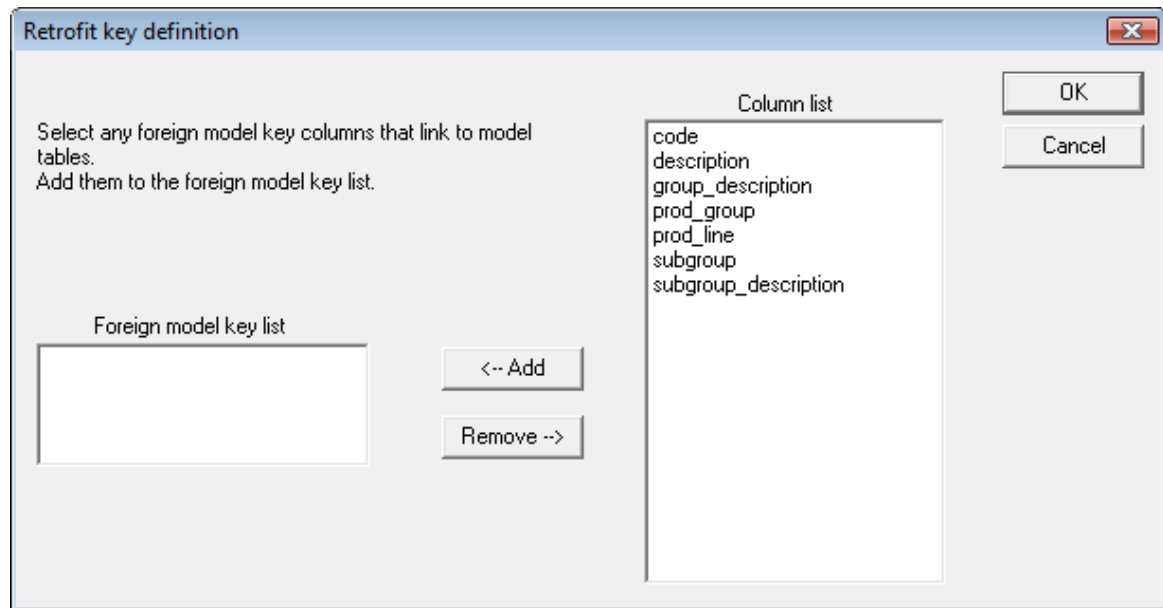 Retrofit key definition
Select any foreign model key columns that link to model
tables.
Add them to the foreign model key list.
Foreign model key list
<-- Add
Remove -->
Column list
code
description
group_description
prod_group
prod_line
subgroup
subgroup_description
OK
Cancel